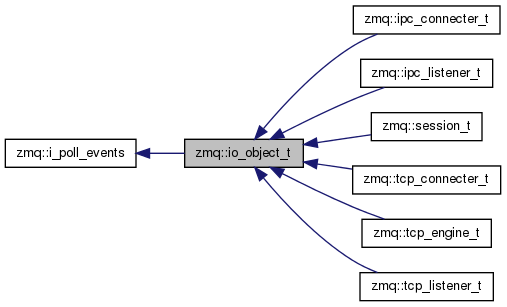 zmq::ipc_connecter_t
zmq::ipc_listener_t
zmq::session_t
zmq::i_poll_events
zmq::io_object_t
zmq::tcp_connecter_t
zmq::tcp_engine_t
zmq::tcp_listener_t